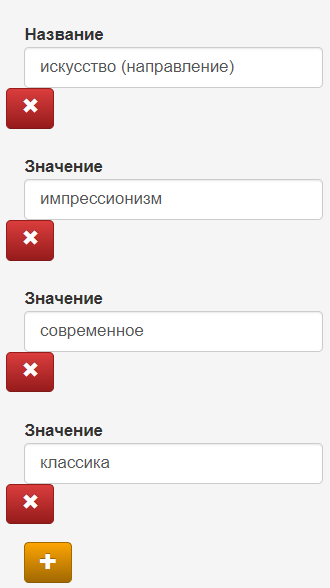 Название
искусство (направление)
Значение
импрессионизм
Значение
современное
Значение
классика